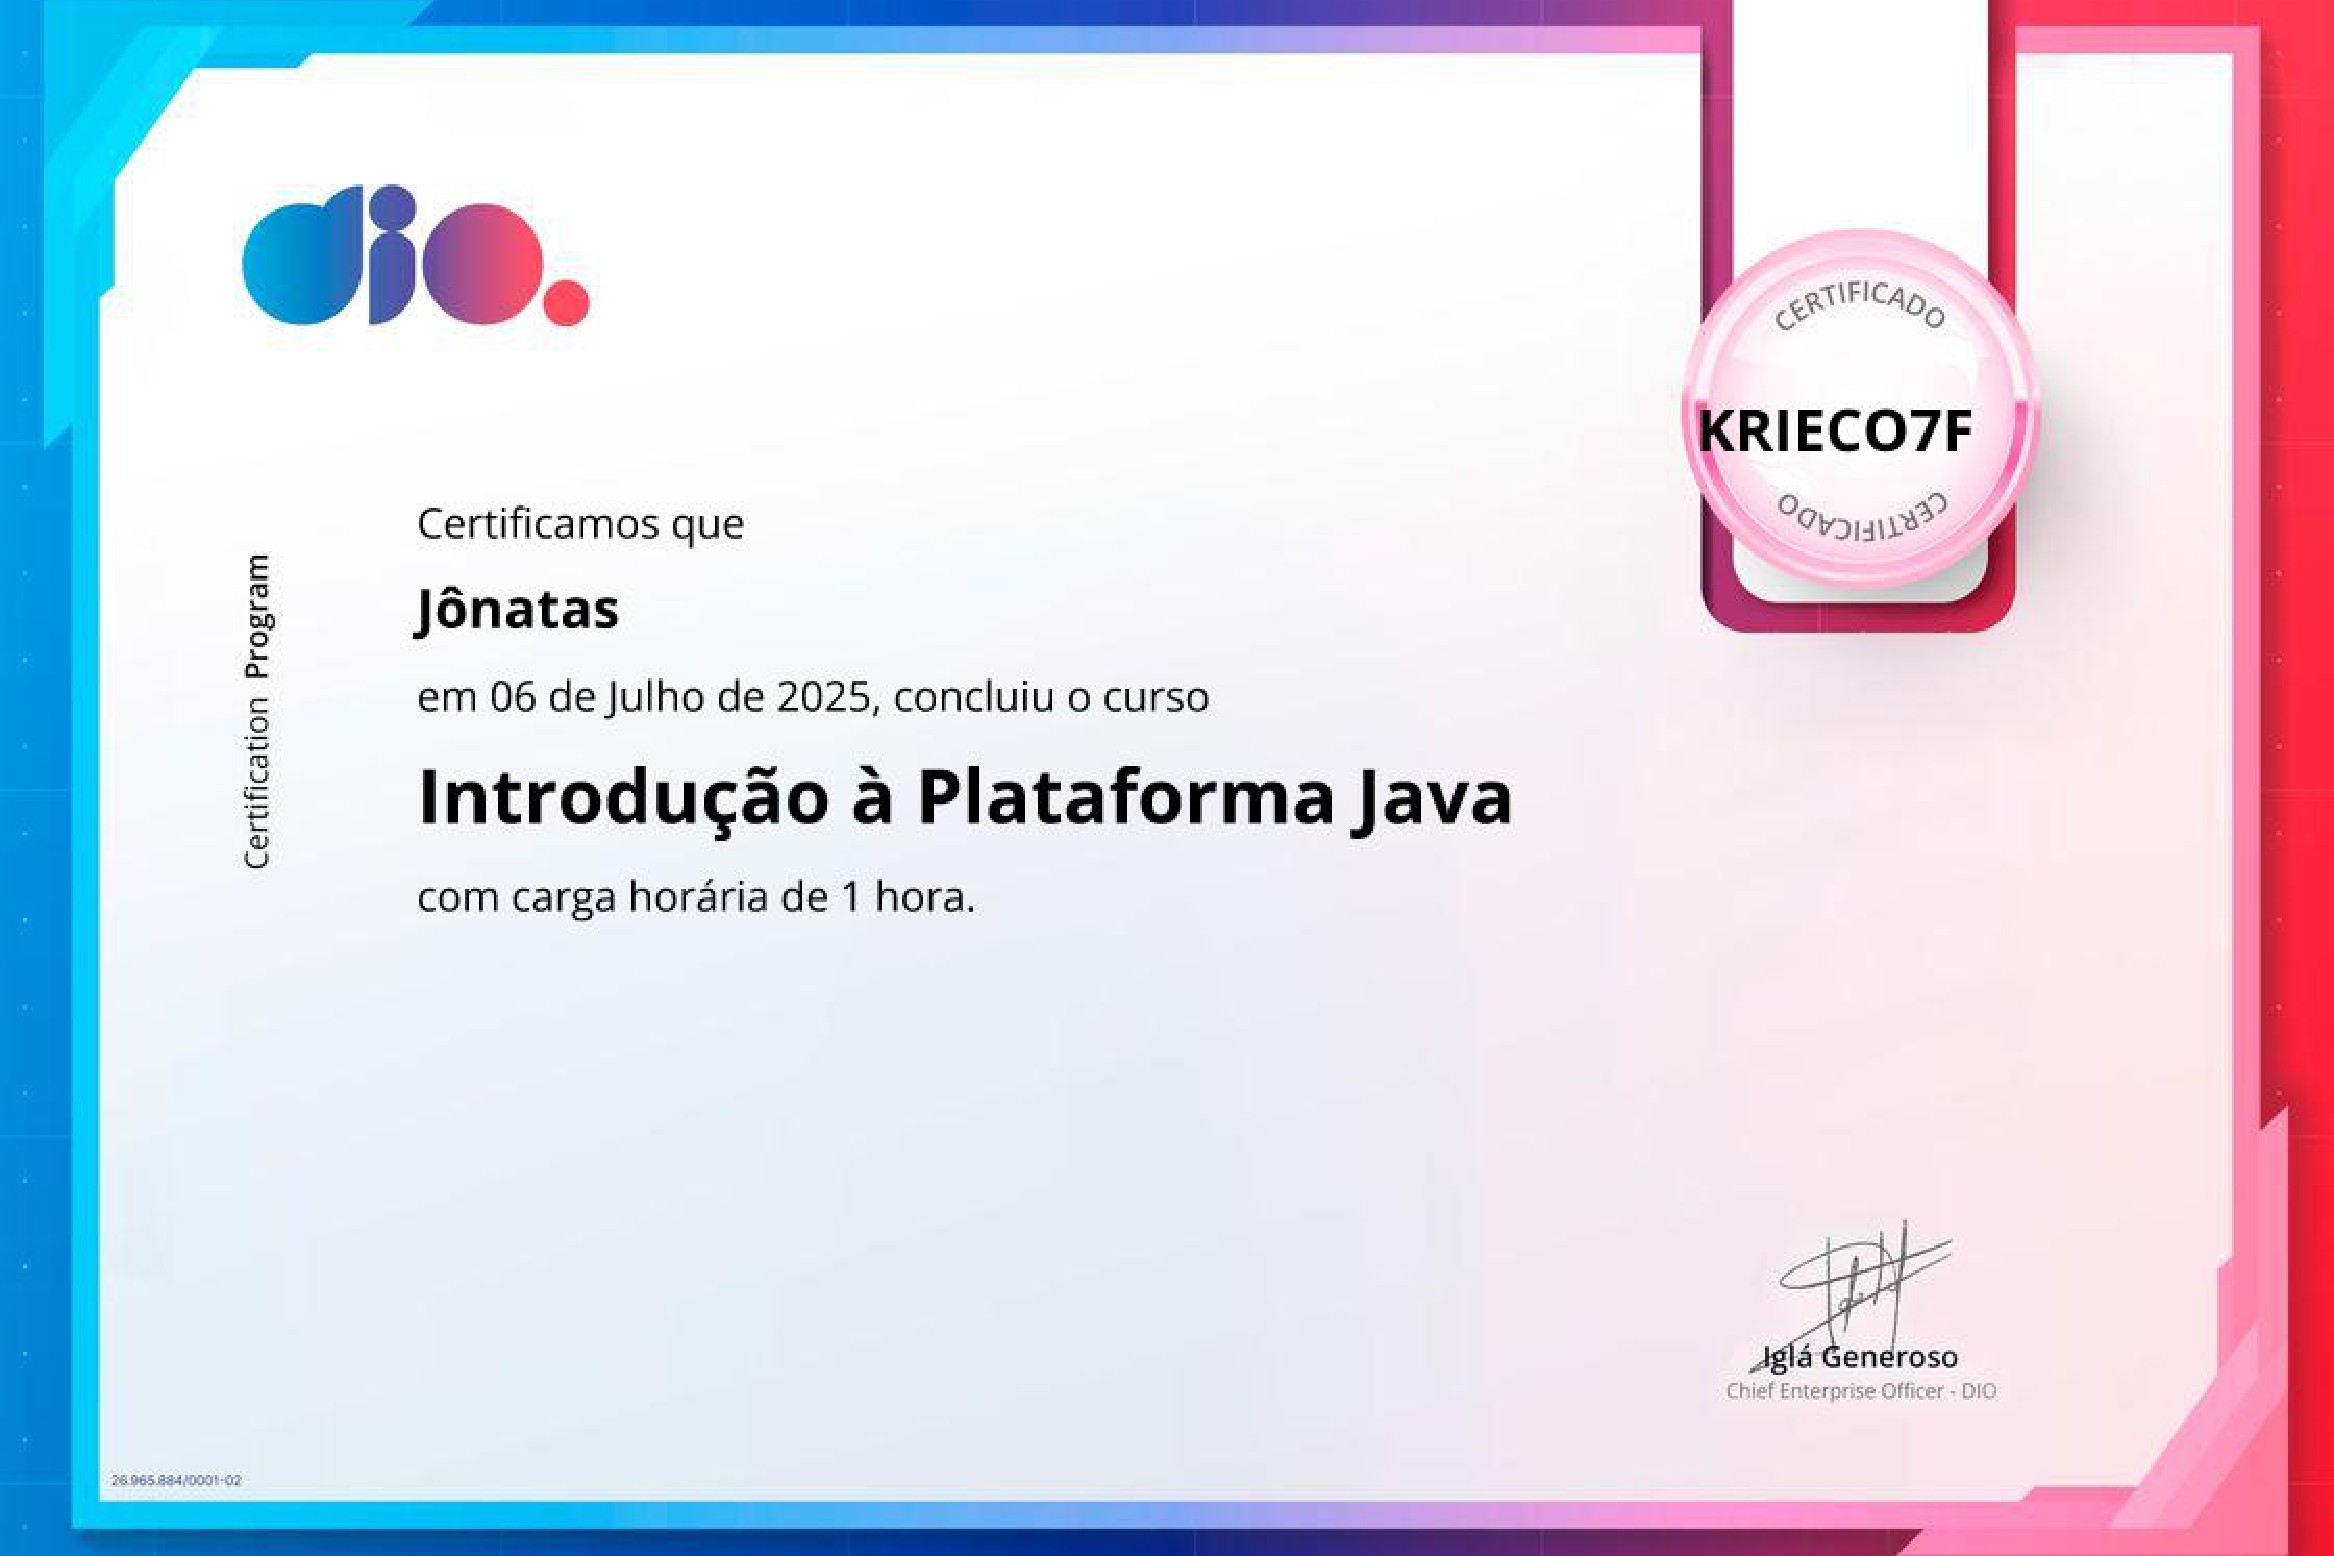 dio.
CERTIFICADO
KRIECO7F
CERTIFICADO
Certificamos que
Jônatas
em 06 de Julho de 2025, concluiu o curso
Introdução à Plataforma Java
com carga horária de 1 hora.
Certification Program
Iglá Generoso
Chief Enterprise Officer - DIO
26.965.884/0001-02